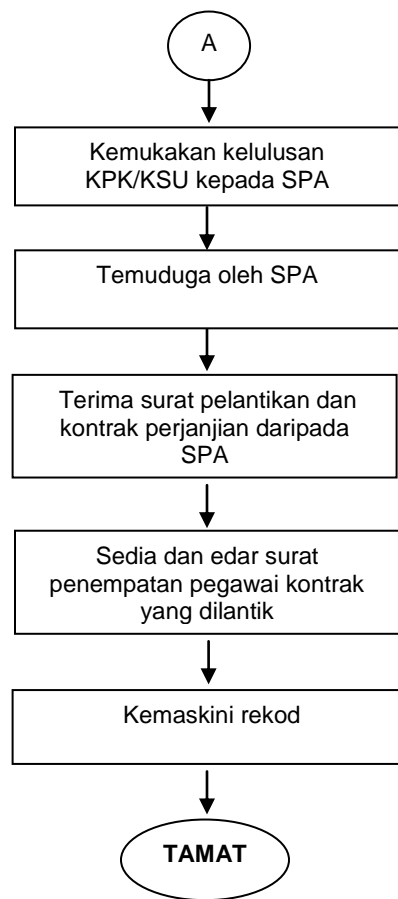 A
Kemukakan kelulusan
KPK/KSU kepada SPA
Temuduga oleh SPA
Terima surat pelantikan dan
kontrak perjanjian daripada
SPA
Sedia dan edar surat
penempatan pegawai kontrak
yang dilantik
Kemaskini rekod
TAMAT